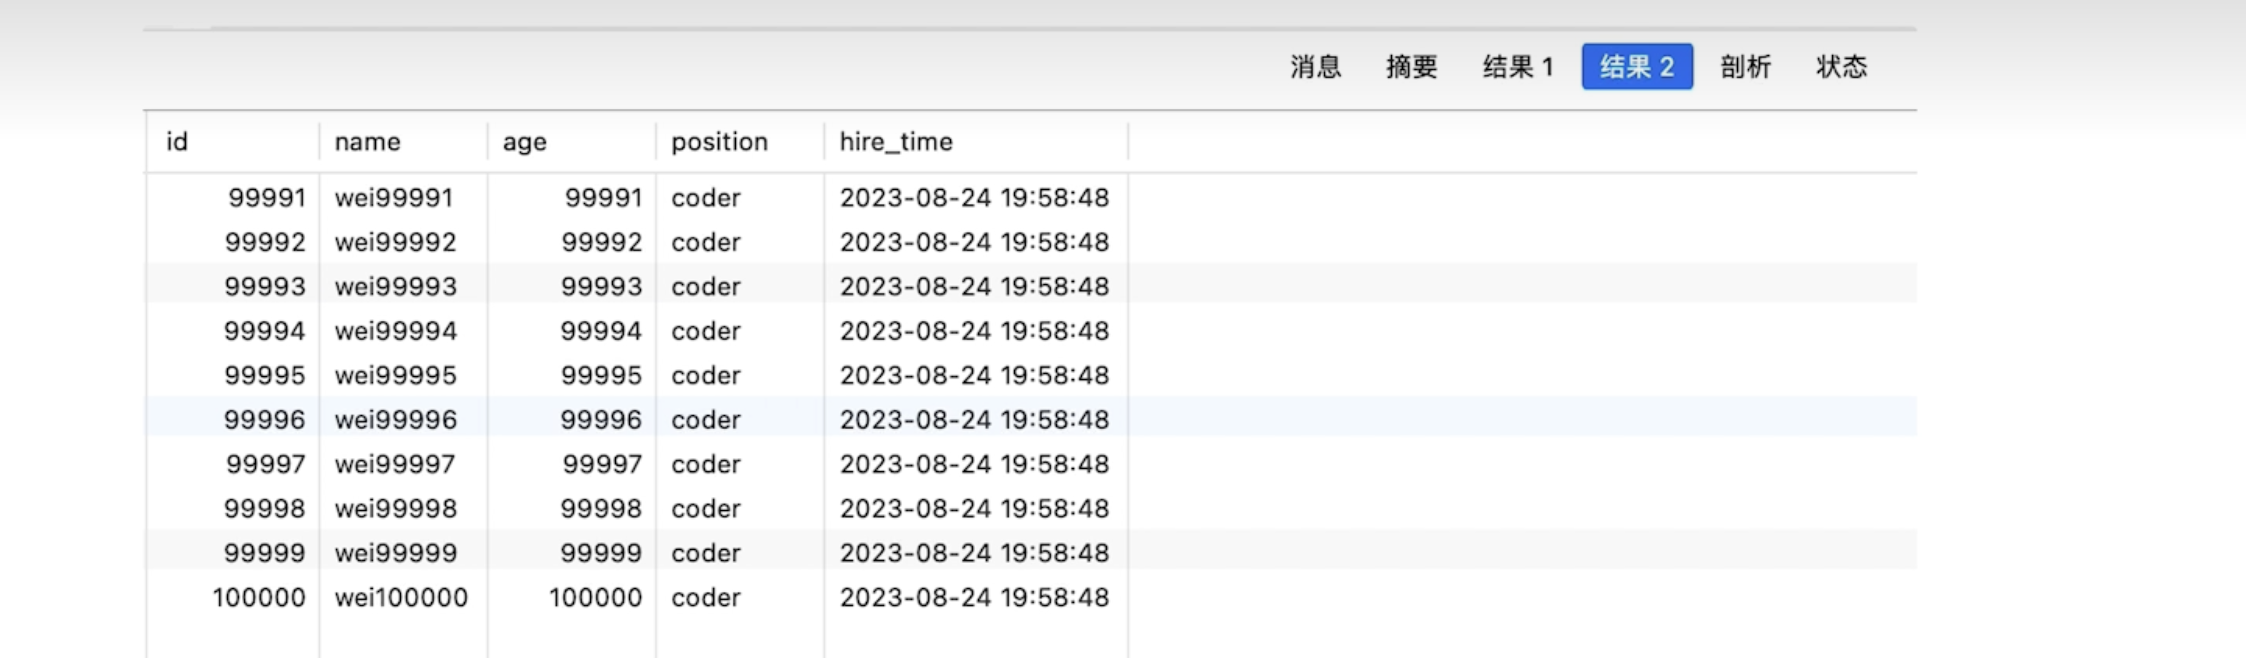 消息 摘要 结果 1 结果 2 剖析 状态
id name age position hire_time
99991 wei99991 99991 coder 2023-08-24 19:58:48
99992 wei99992 99992 coder 2023-08-24 19:58:48
99993 wei99993 99993 coder 2023-08-24 19:58:48
99994 wei99994 99994 coder 2023-08-24 19:58:48
99995 wei99995 99995 coder 2023-08-24 19:58:48
99996 wei99996 99996 coder 2023-08-24 19:58:48
99997 wei99997 99997 coder 2023-08-24 19:58:48
99998 wei99998 99998 coder 2023-08-24 19:58:48
99999 wei99999 99999 coder 2023-08-24 19:58:48
100000 wei100000 100000 coder 2023-08-24 19:58:48